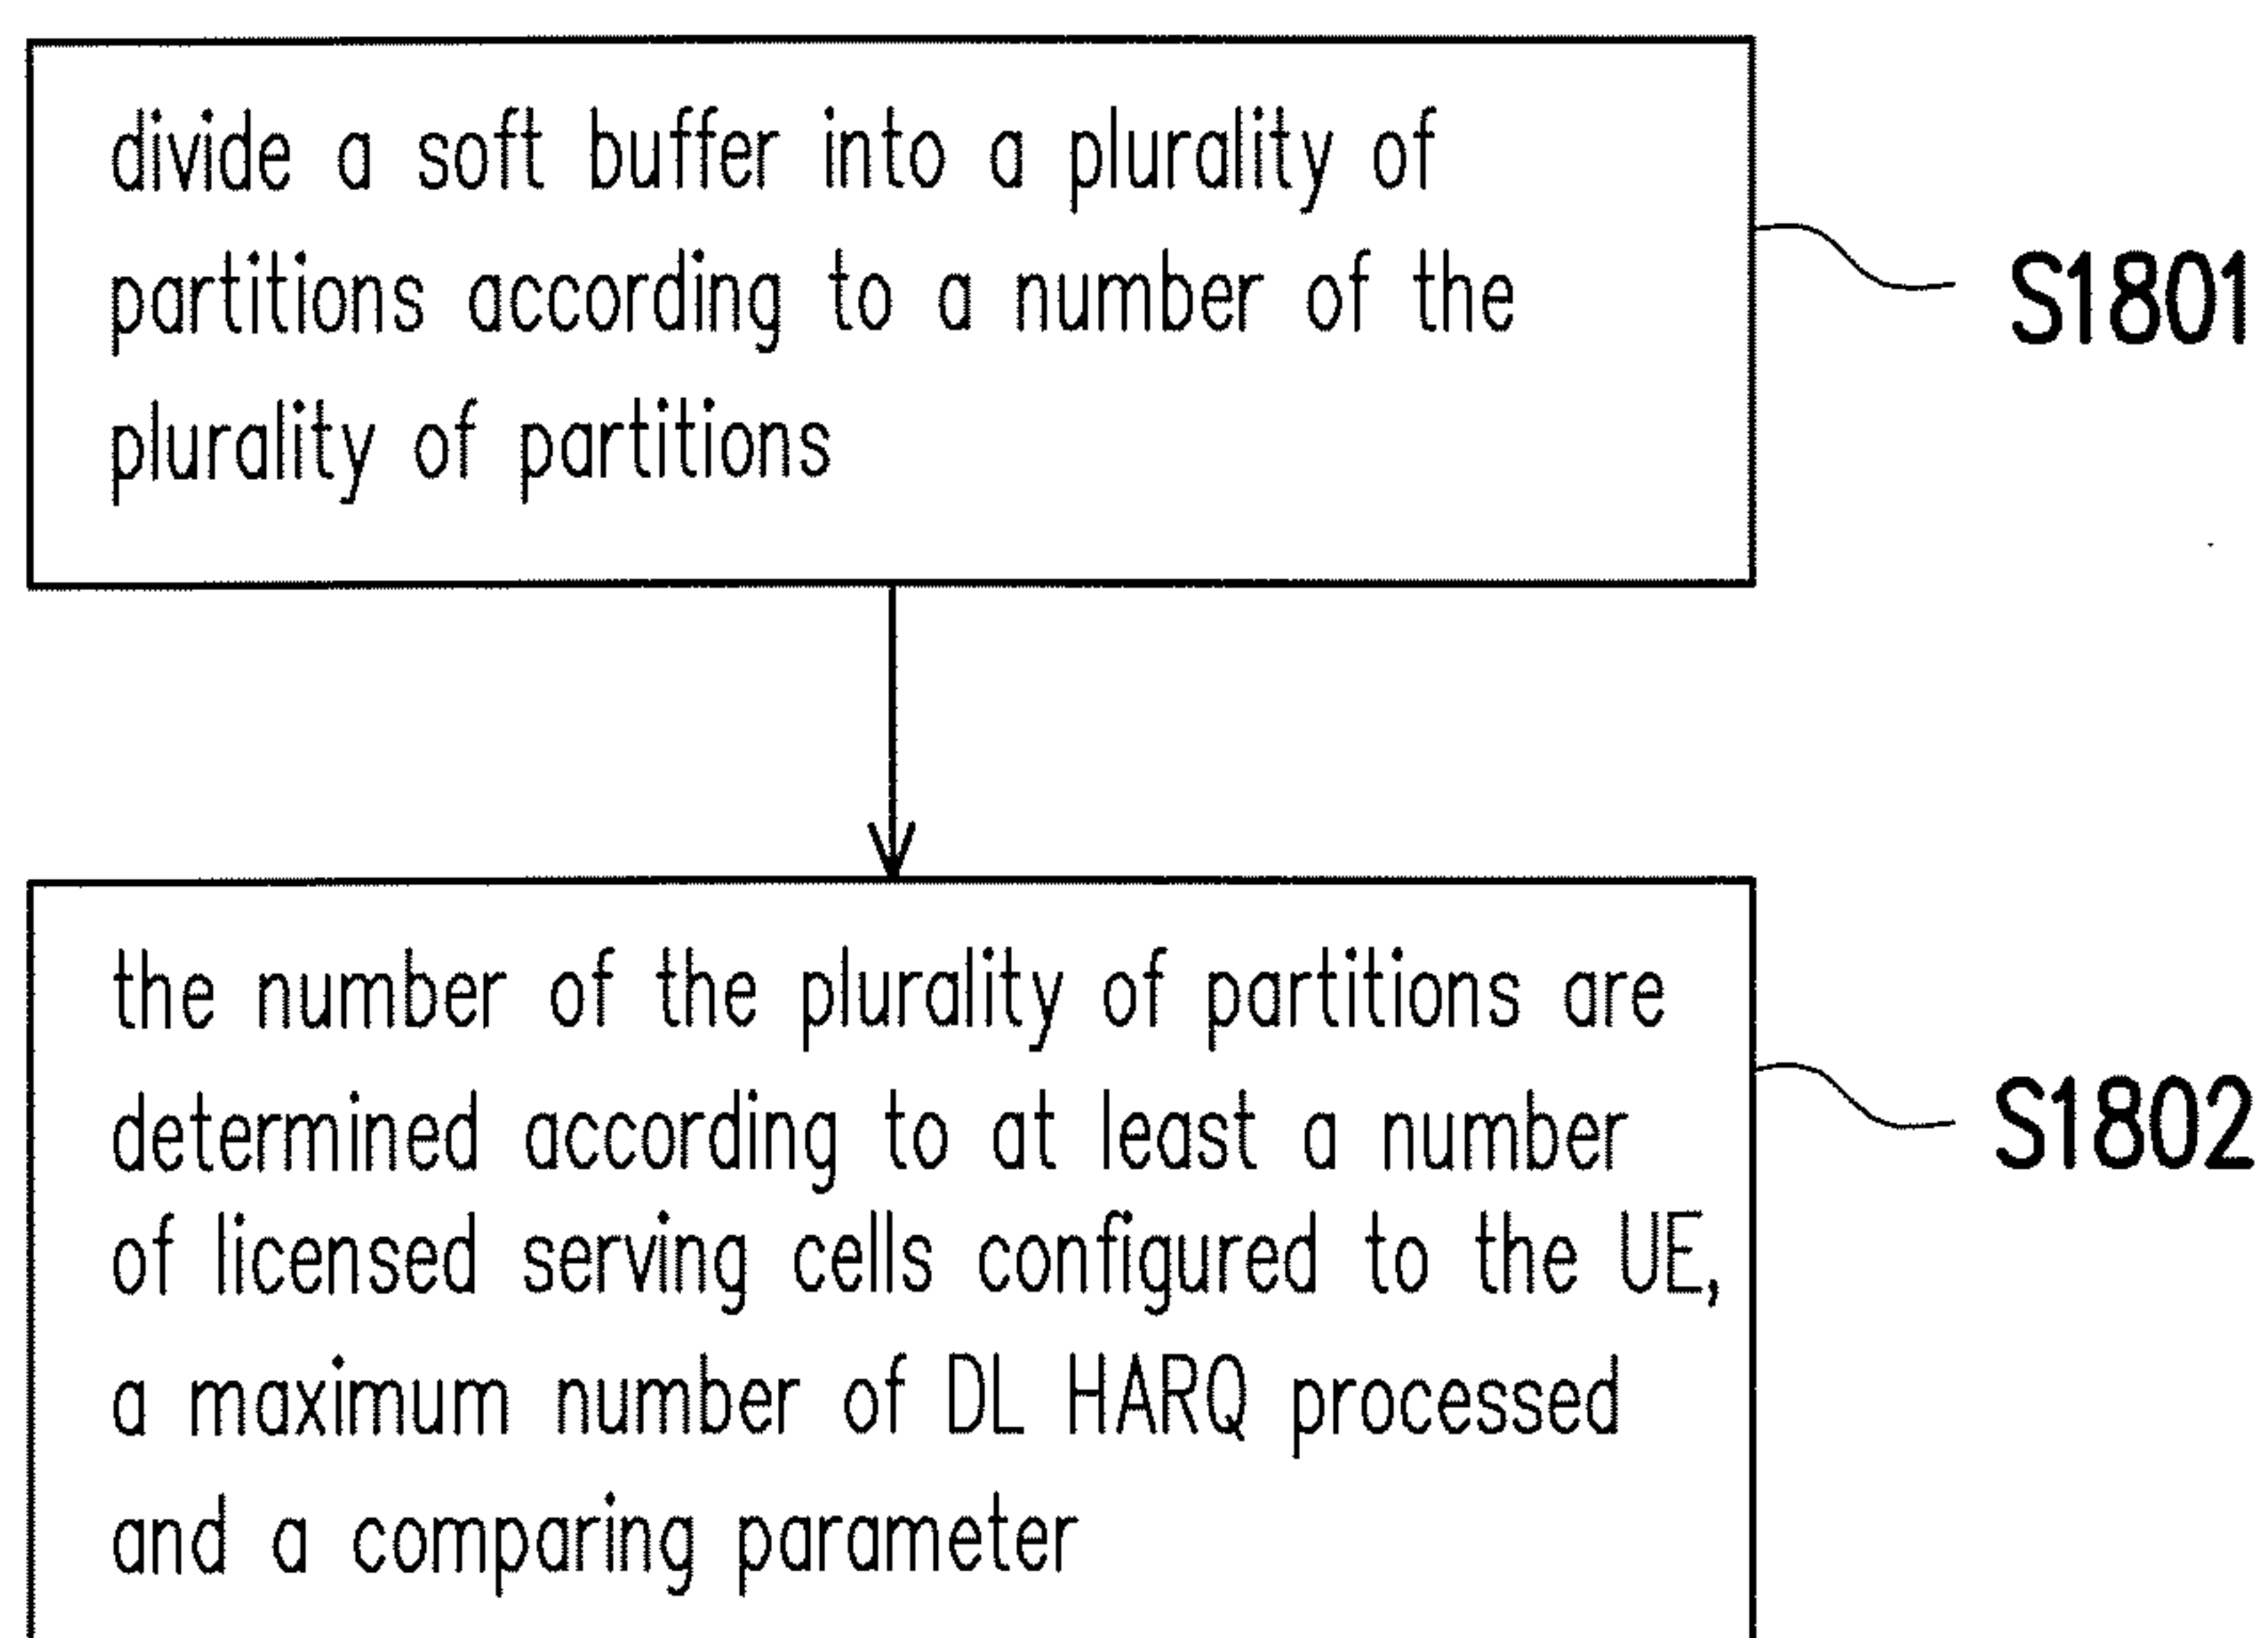 divide a soft buffer into a plurality of
partitions according to a number of the
plurality of partitions
S1801
the number of the plurality of partitions are
determined according to at least a number
of licensed serving cells configured to the UE,
a maximum number of DL HARQ processed
and a comparing parameter
S1802